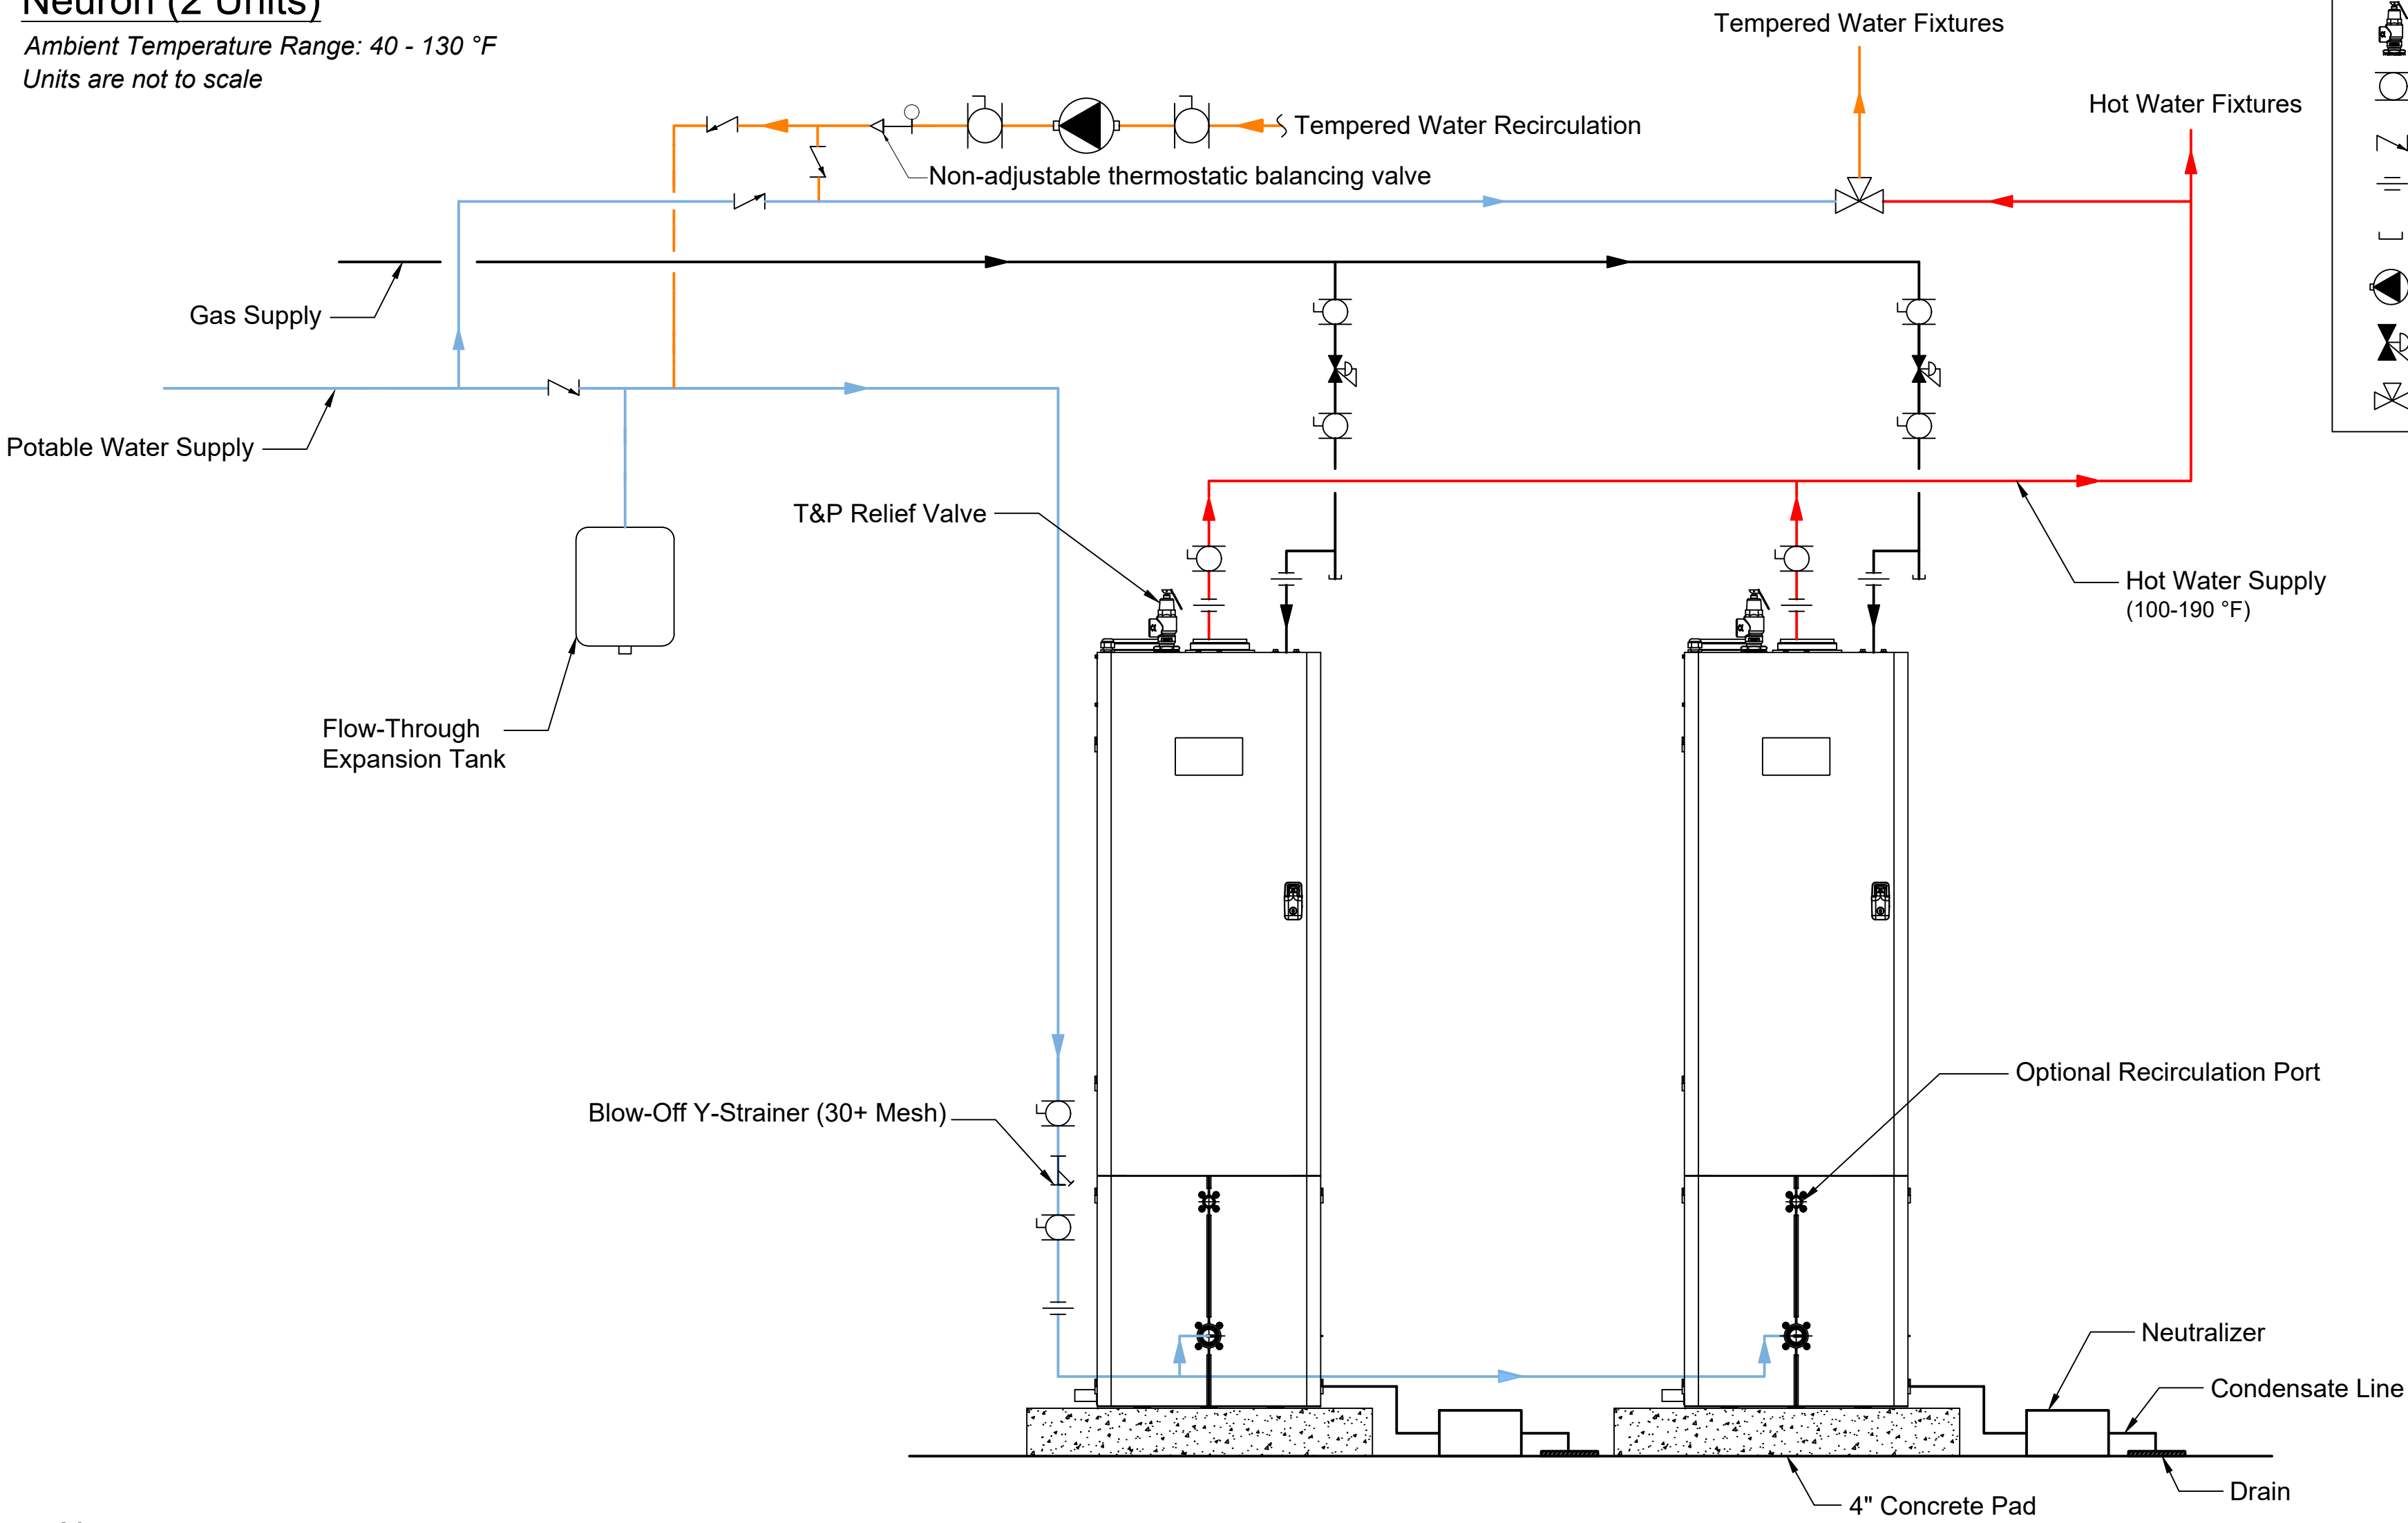 Neuron (2 Units)
Ambient Temperature Range: 40 - 130 °F
Units are not to scale
Tempered Water Fixtures
Hot Water Fixtures
Tempered Water Recirculation
Non-adjustable thermostatic balancing valve
Gas Supply
Potable Water Supply
T&P Relief Valve
Hot Water Supply
(100-190 °F)
Flow-Through
Expansion Tank
Optional Recirculation Port
Blow-Off Y-Strainer (30+ Mesh)
Neutralizer
Condensate Line
Drain
4" Concrete Pad